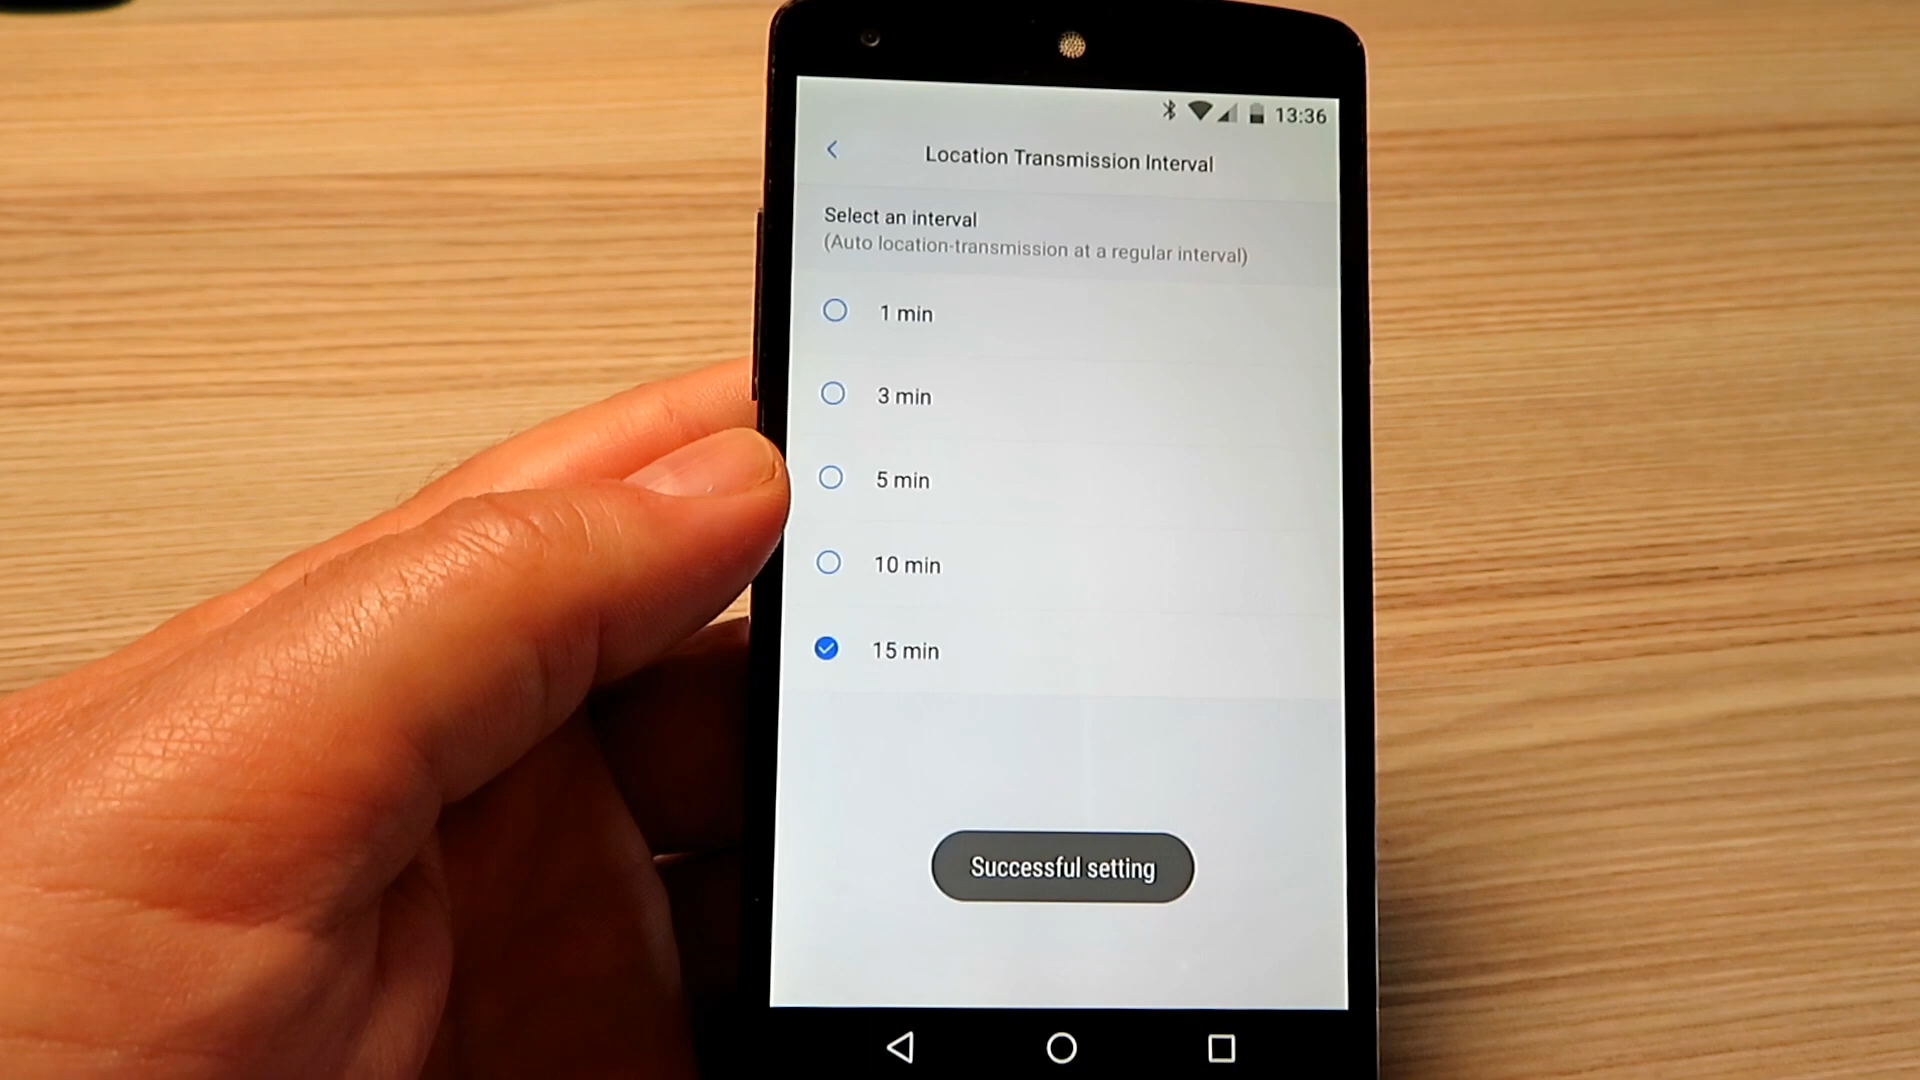 13:36
Location Transmission Interval
Select an interval
(Auto location-transmission at a regular interval)
1 min
3 min
5 min
10 min
15 min
Successful setting